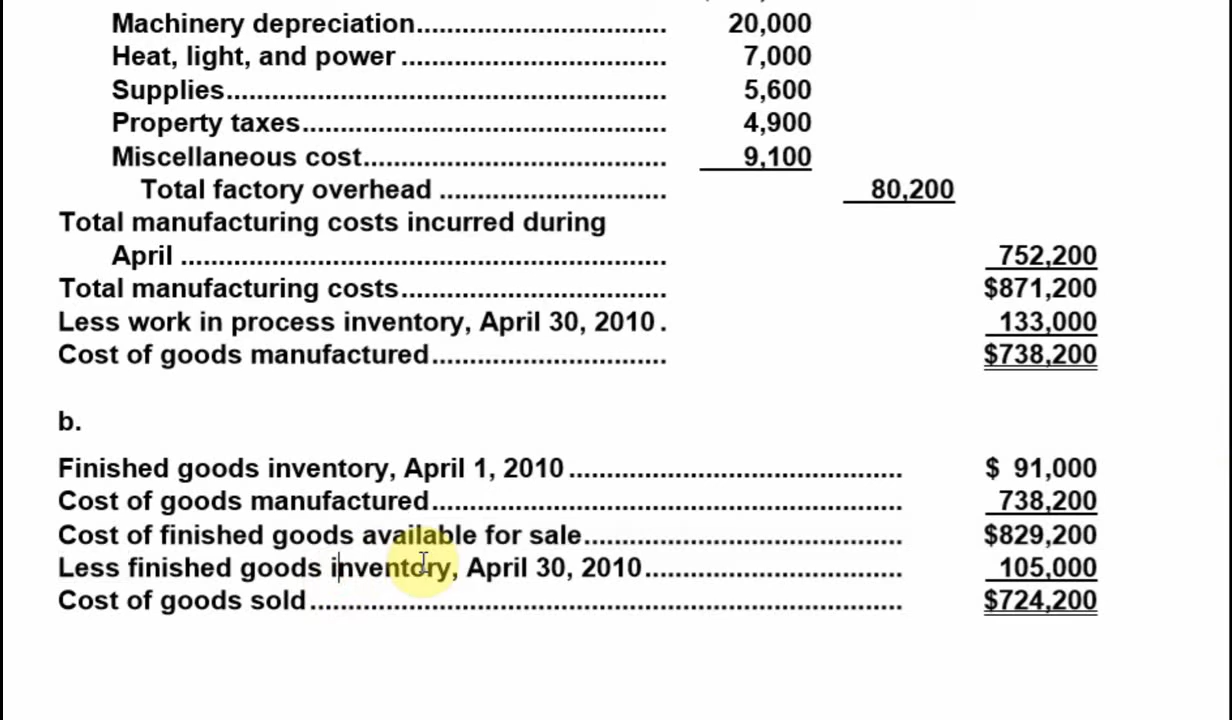 Machinery depreciation................................. 20,000
Heat, light, and power ................................... 7,000
Supplies.......................................................... 5,600
Property taxes................................................ 4,900
Miscellaneous cost........................................ 9,100
Total factory overhead .............................. 80,200
Total manufacturing costs incurred during
April ................................................................ 752,200
Total manufacturing costs................................... $871,200
Less work in process inventory, April 30, 2010 . 133,000
Cost of goods manufactured............................... $738,200
b.
Finished goods inventory, April 1, 2010............................................ $ 91,000
Cost of goods manufactured.............................................................. 738,200
Cost of finished goods available for sale.......................................... $829,200
Less finished goods inventory, April 30, 2010.................................. 105,000
Cost of goods sold.............................................................................. $724,200